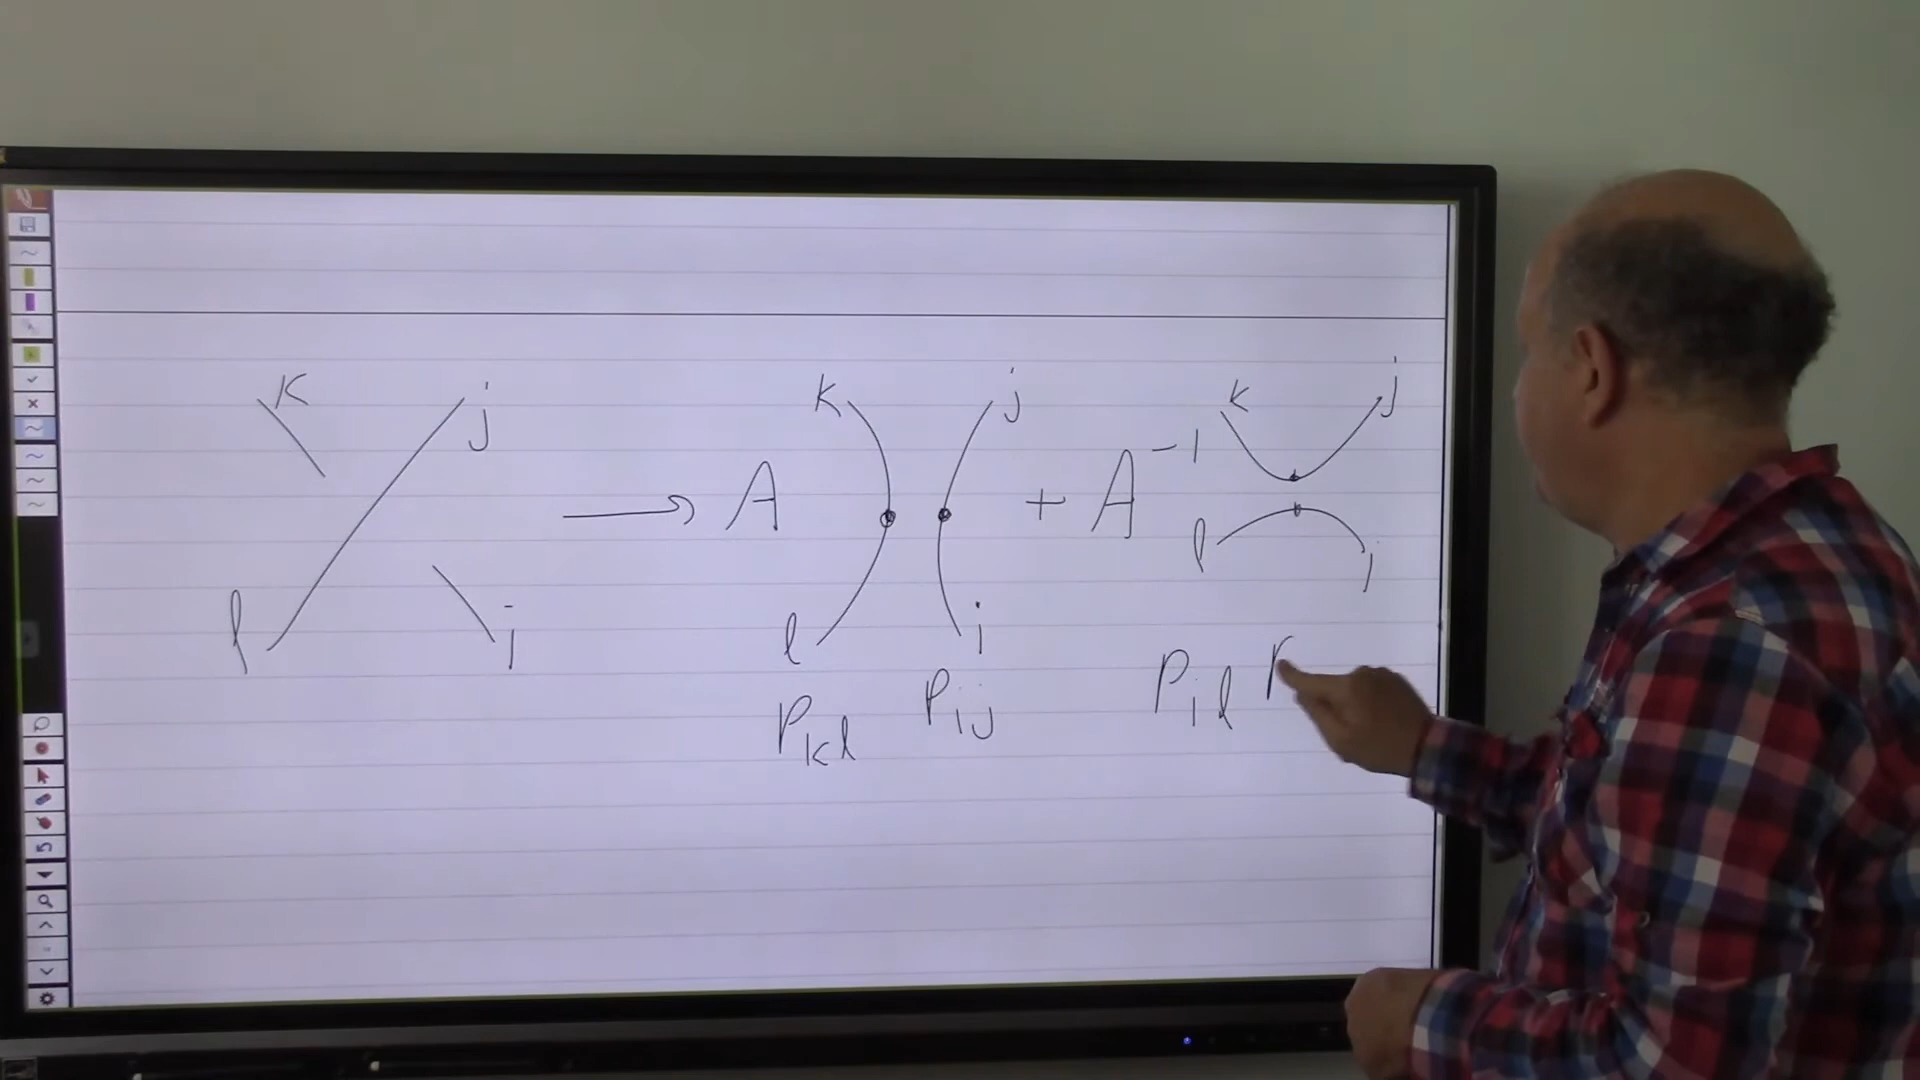 k j k j k j
A + A⁻¹
l i l i l i
P_kl P_ij P_il P